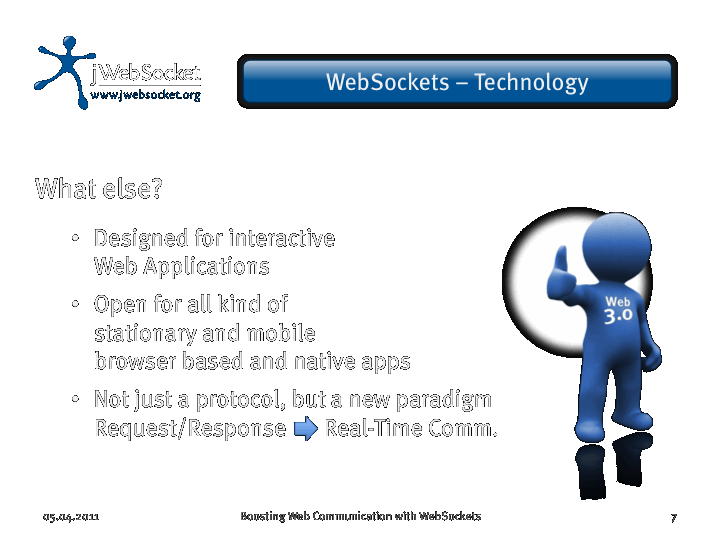 jWebSocket
www.jwebsocket.org
WebSockets – Technology
What else?
• Designed for interactive
Web Applications
• Open for all kind of
stationary and mobile
browser based and native apps
• Not just a protocol, but a new paradigm
Request/Response Real-Time Comm.
Web
3.0
05.04.2011 Boosting Web Communication with WebSockets 7